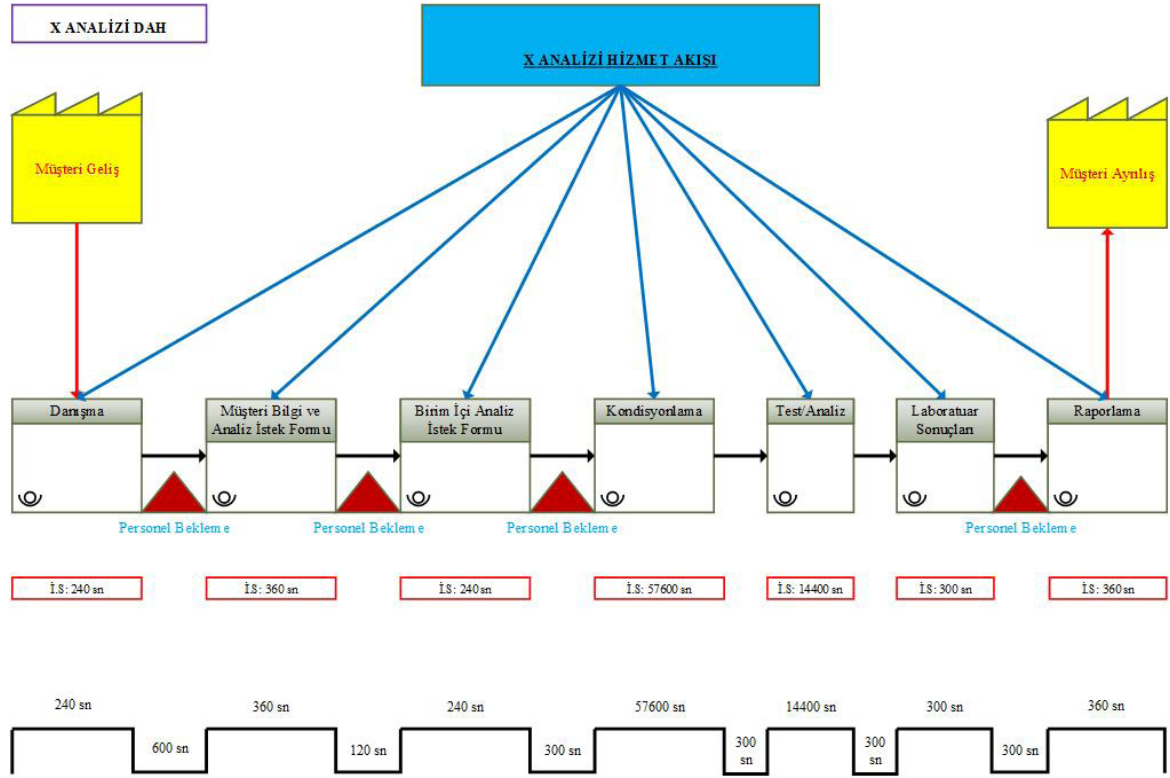 X ANALİZİ DAH
X ANALİZİ HİZMET AKIŞI
Müşteri Geliş
Müşteri Ayrılış
Danışma
Müşteri Bilgi ve
Analiz İstek Formu
Birim İçi Analiz
İstek Formu
Kondisyonlama
Test/Analiz
Laboratuar
Sonuçları
Raporlama
Personel Bekleme
Personel Bekleme
Personel Bekleme
Personel Bekleme
İ.S: 240 sn
İ.S: 360 sn
İ.S: 240 sn
İ.S: 57600 sn
İ.S: 14400 sn
İ.S: 300 sn
İ.S: 360 sn
240 sn
360 sn
240 sn
57600 sn
14400 sn
300 sn
360 sn
600 sn
120 sn
300 sn
300
sn
300
sn
300 sn